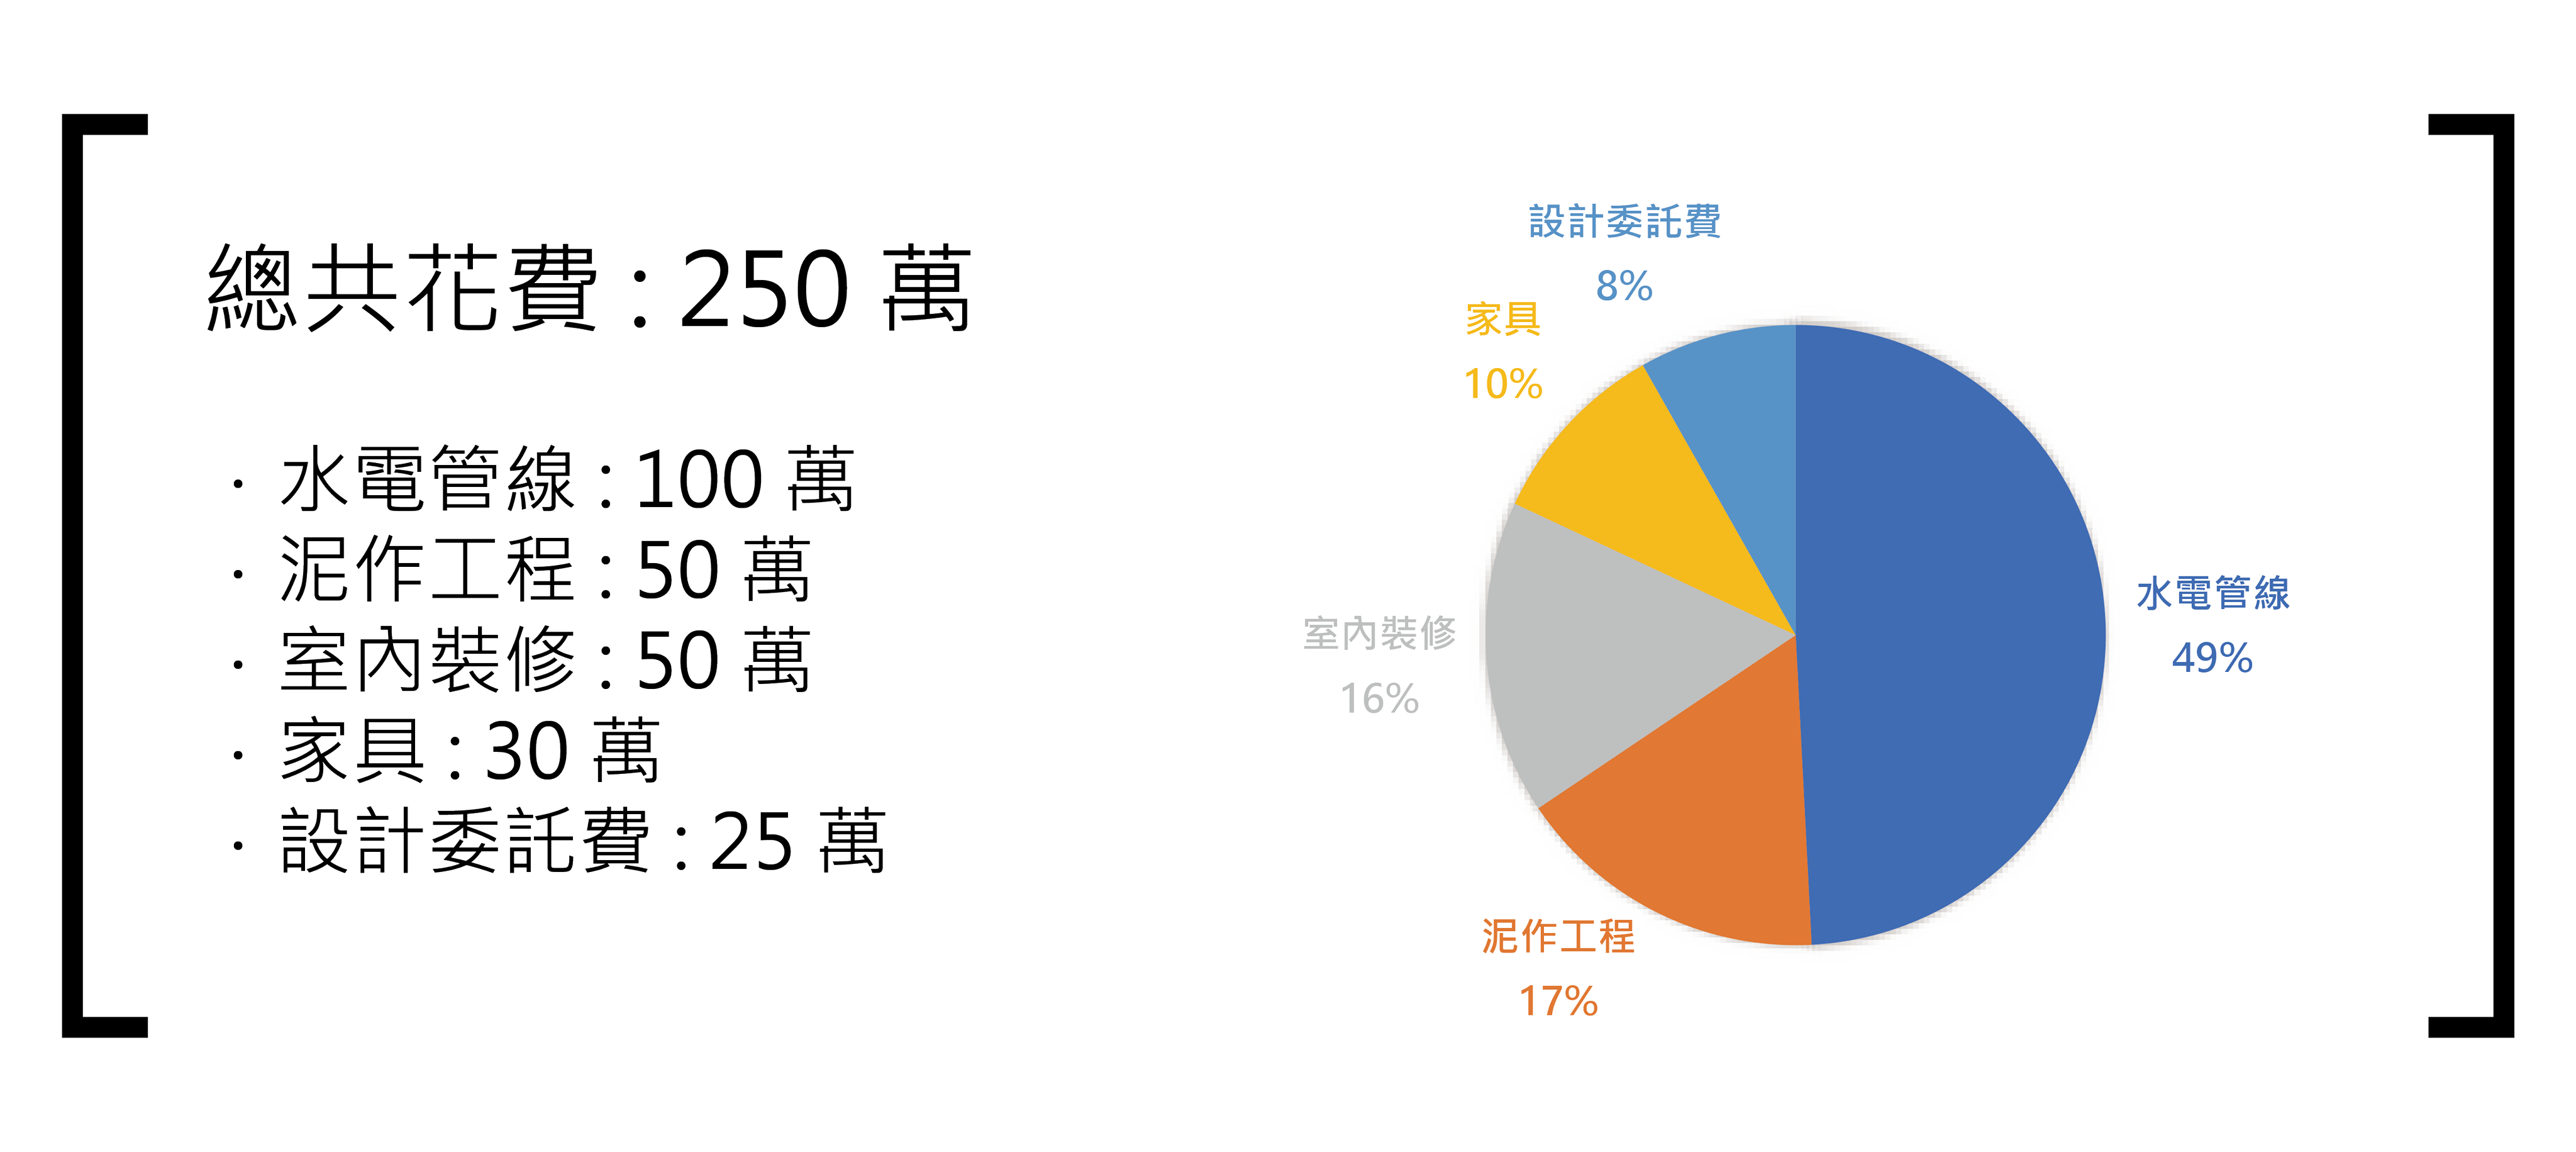 總共花費 : 250 萬
· 水電管線 : 100 萬
· 泥作工程 : 50 萬
· 室內裝修 : 50 萬
· 家具 : 30 萬
· 設計委託費 : 25 萬
設計委託費
8%
家具
10%
水電管線
49%
室內裝修
16%
泥作工程
17%